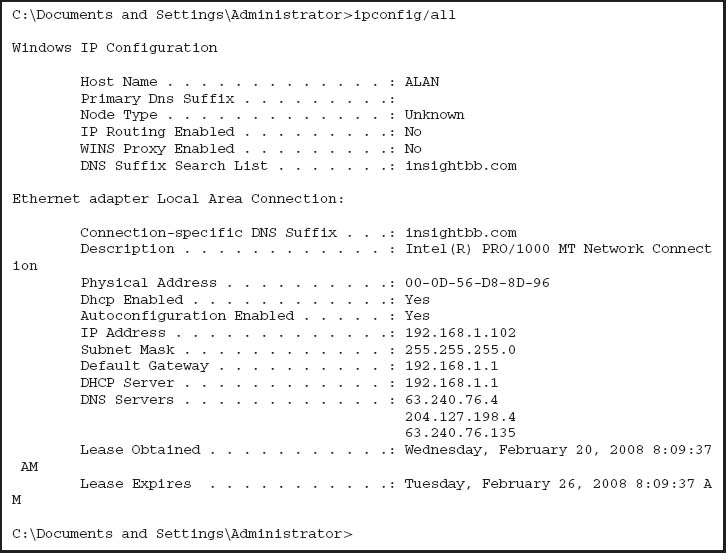 C:\Documents and Settings\Administrator>ipconfig/all
Windows IP Configuration
Host Name . . . . . . . . . . . . . . : ALAN
Primary Dns Suffix . . . . . . . . .:
Node Type . . . . . . . . . . . . . . : Unknown
IP Routing Enabled . . . . . . . . .: No
WINS Proxy Enabled . . . . . . . . .: No
DNS Suffix Search List . . . . . . .: insightbb.com
Ethernet adapter Local Area Connection:
Connection-specific DNS Suffix . . .: insightbb.com
Description . . . . . . . . . . . . : Intel(R) PRO/1000 MT Network Connect
ion
Physical Address . . . . . . . . . .: 00-0D-56-D8-8D-96
Dhcp Enabled . . . . . . . . . . . .: Yes
Autoconfiguration Enabled . . . . . : Yes
IP Address . . . . . . . . . . . . .: 192.168.1.102
Subnet Mask . . . . . . . . . . . . : 255.255.255.0
Default Gateway . . . . . . . . . . : 192.168.1.1
DHCP Server . . . . . . . . . . . . : 192.168.1.1
DNS Servers . . . . . . . . . . . . : 63.240.76.4
204.127.198.4
63.240.76.135
Lease Obtained . . . . . . . . . . .: Wednesday, February 20, 2008 8:09:37
AM
Lease Expires . . . . . . . . . . .: Tuesday, February 26, 2008 8:09:37 A
M
C:\Documents and Settings\Administrator>